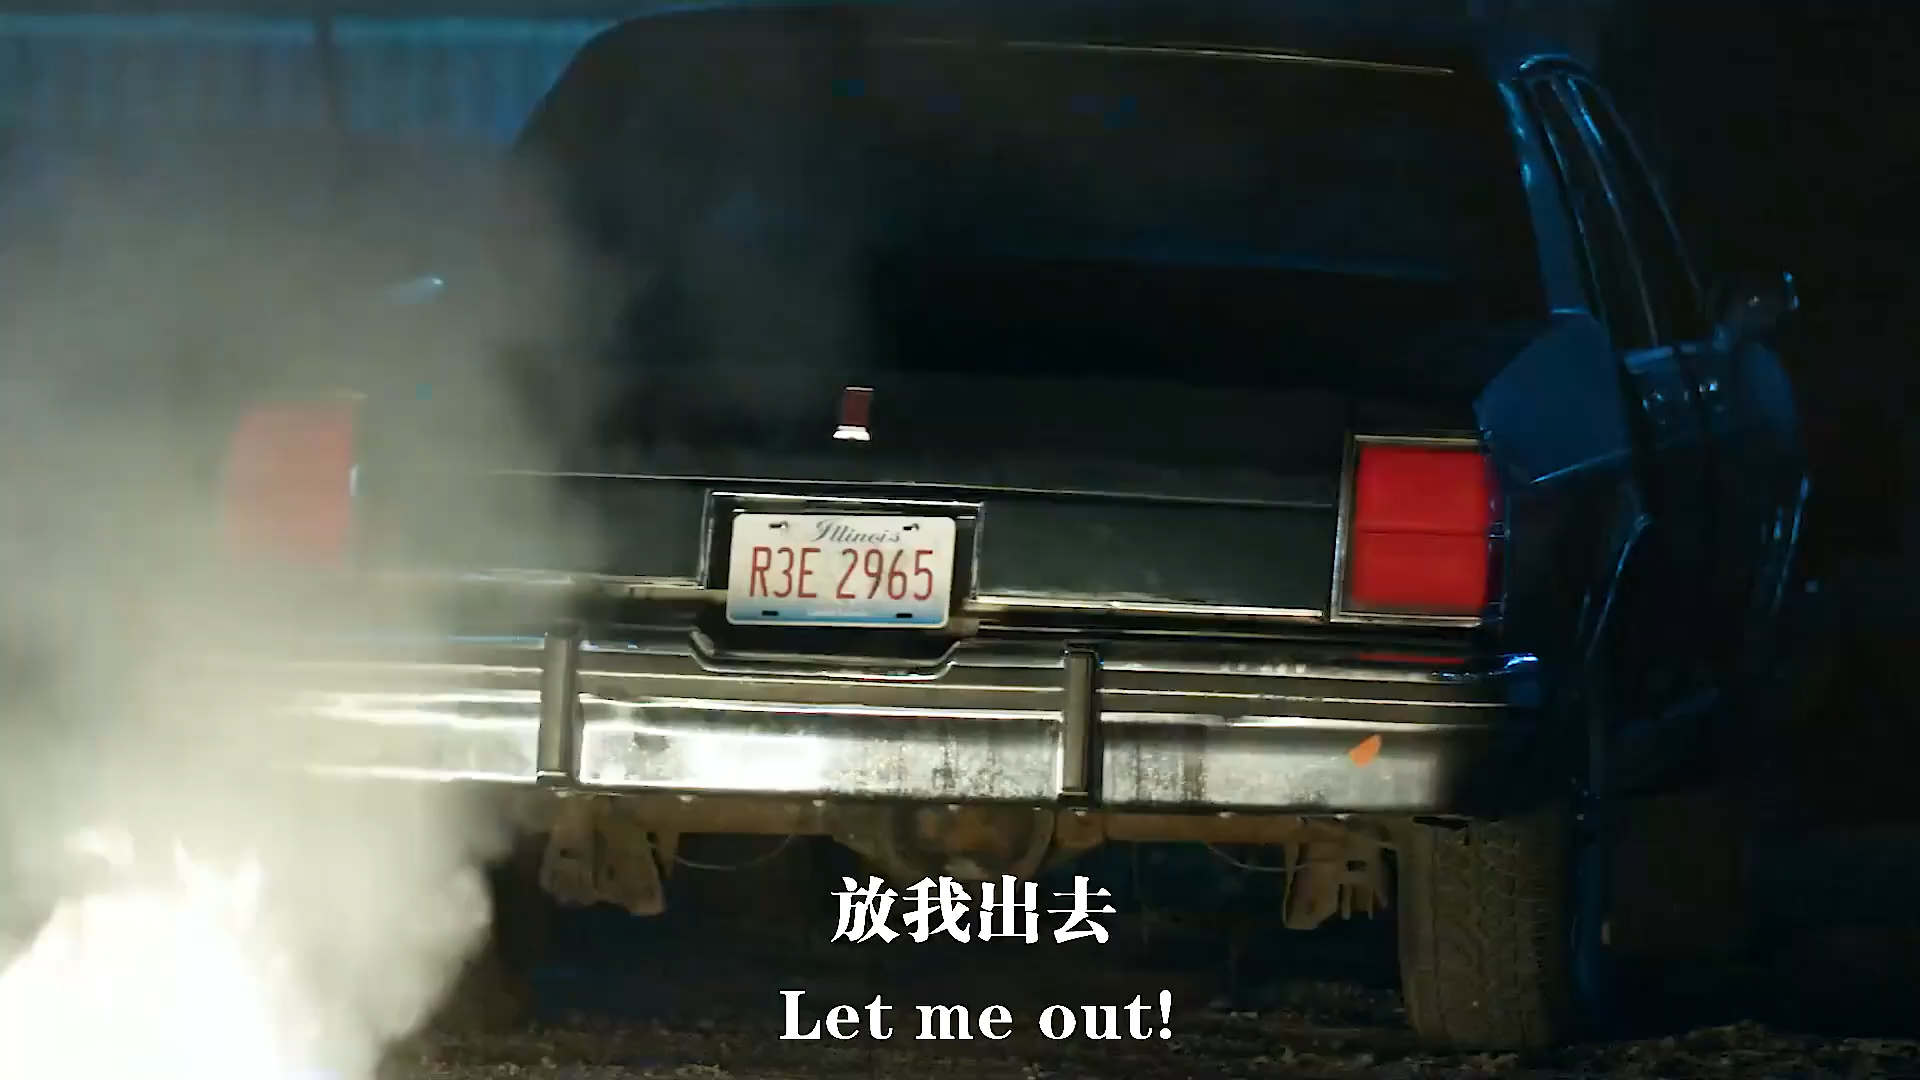 Illinois
R3E 2965
放我出去
Let me out!